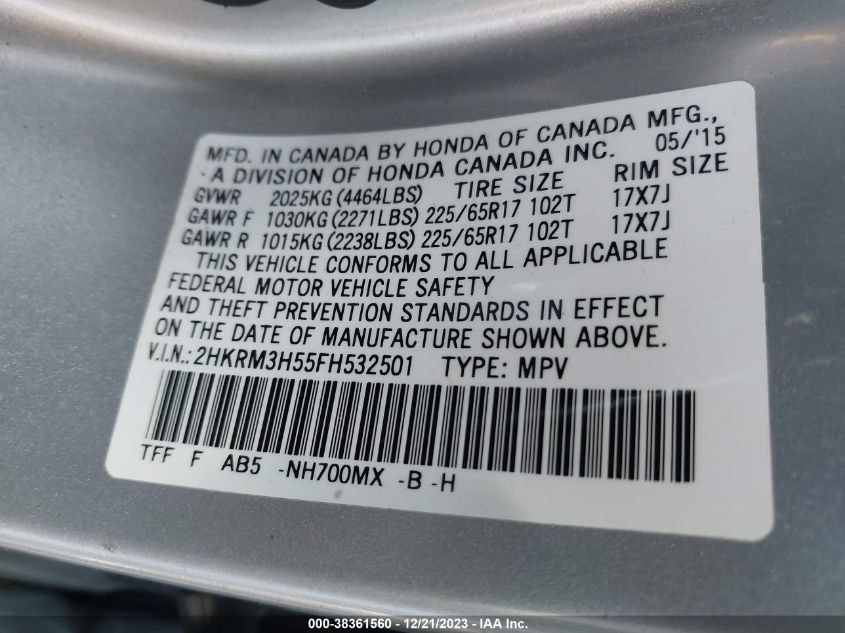 MFD. IN CANADA BY HONDA OF CANADA MFG.,
- A DIVISION OF HONDA CANADA INC. 05/'15
GVWR 2025KG (4464LBS) TIRE SIZE RIM SIZE
GAWR F 1030KG (2271LBS) 225/65R17 102T 17X7J
GAWR R 1015KG (2238LBS) 225/65R17 102T 17X7J
THIS VEHICLE CONFORMS TO ALL APPLICABLE
FEDERAL MOTOR VEHICLE SAFETY
AND THEFT PREVENTION STANDARDS IN EFFECT
ON THE DATE OF MANUFACTURE SHOWN ABOVE.
V.I.N.: 2HKRM3H55FH532501 TYPE: MPV
TFF F AB5 -NH700MX -B -H
000-38361560 - 12/21/2023 - IAA Inc.